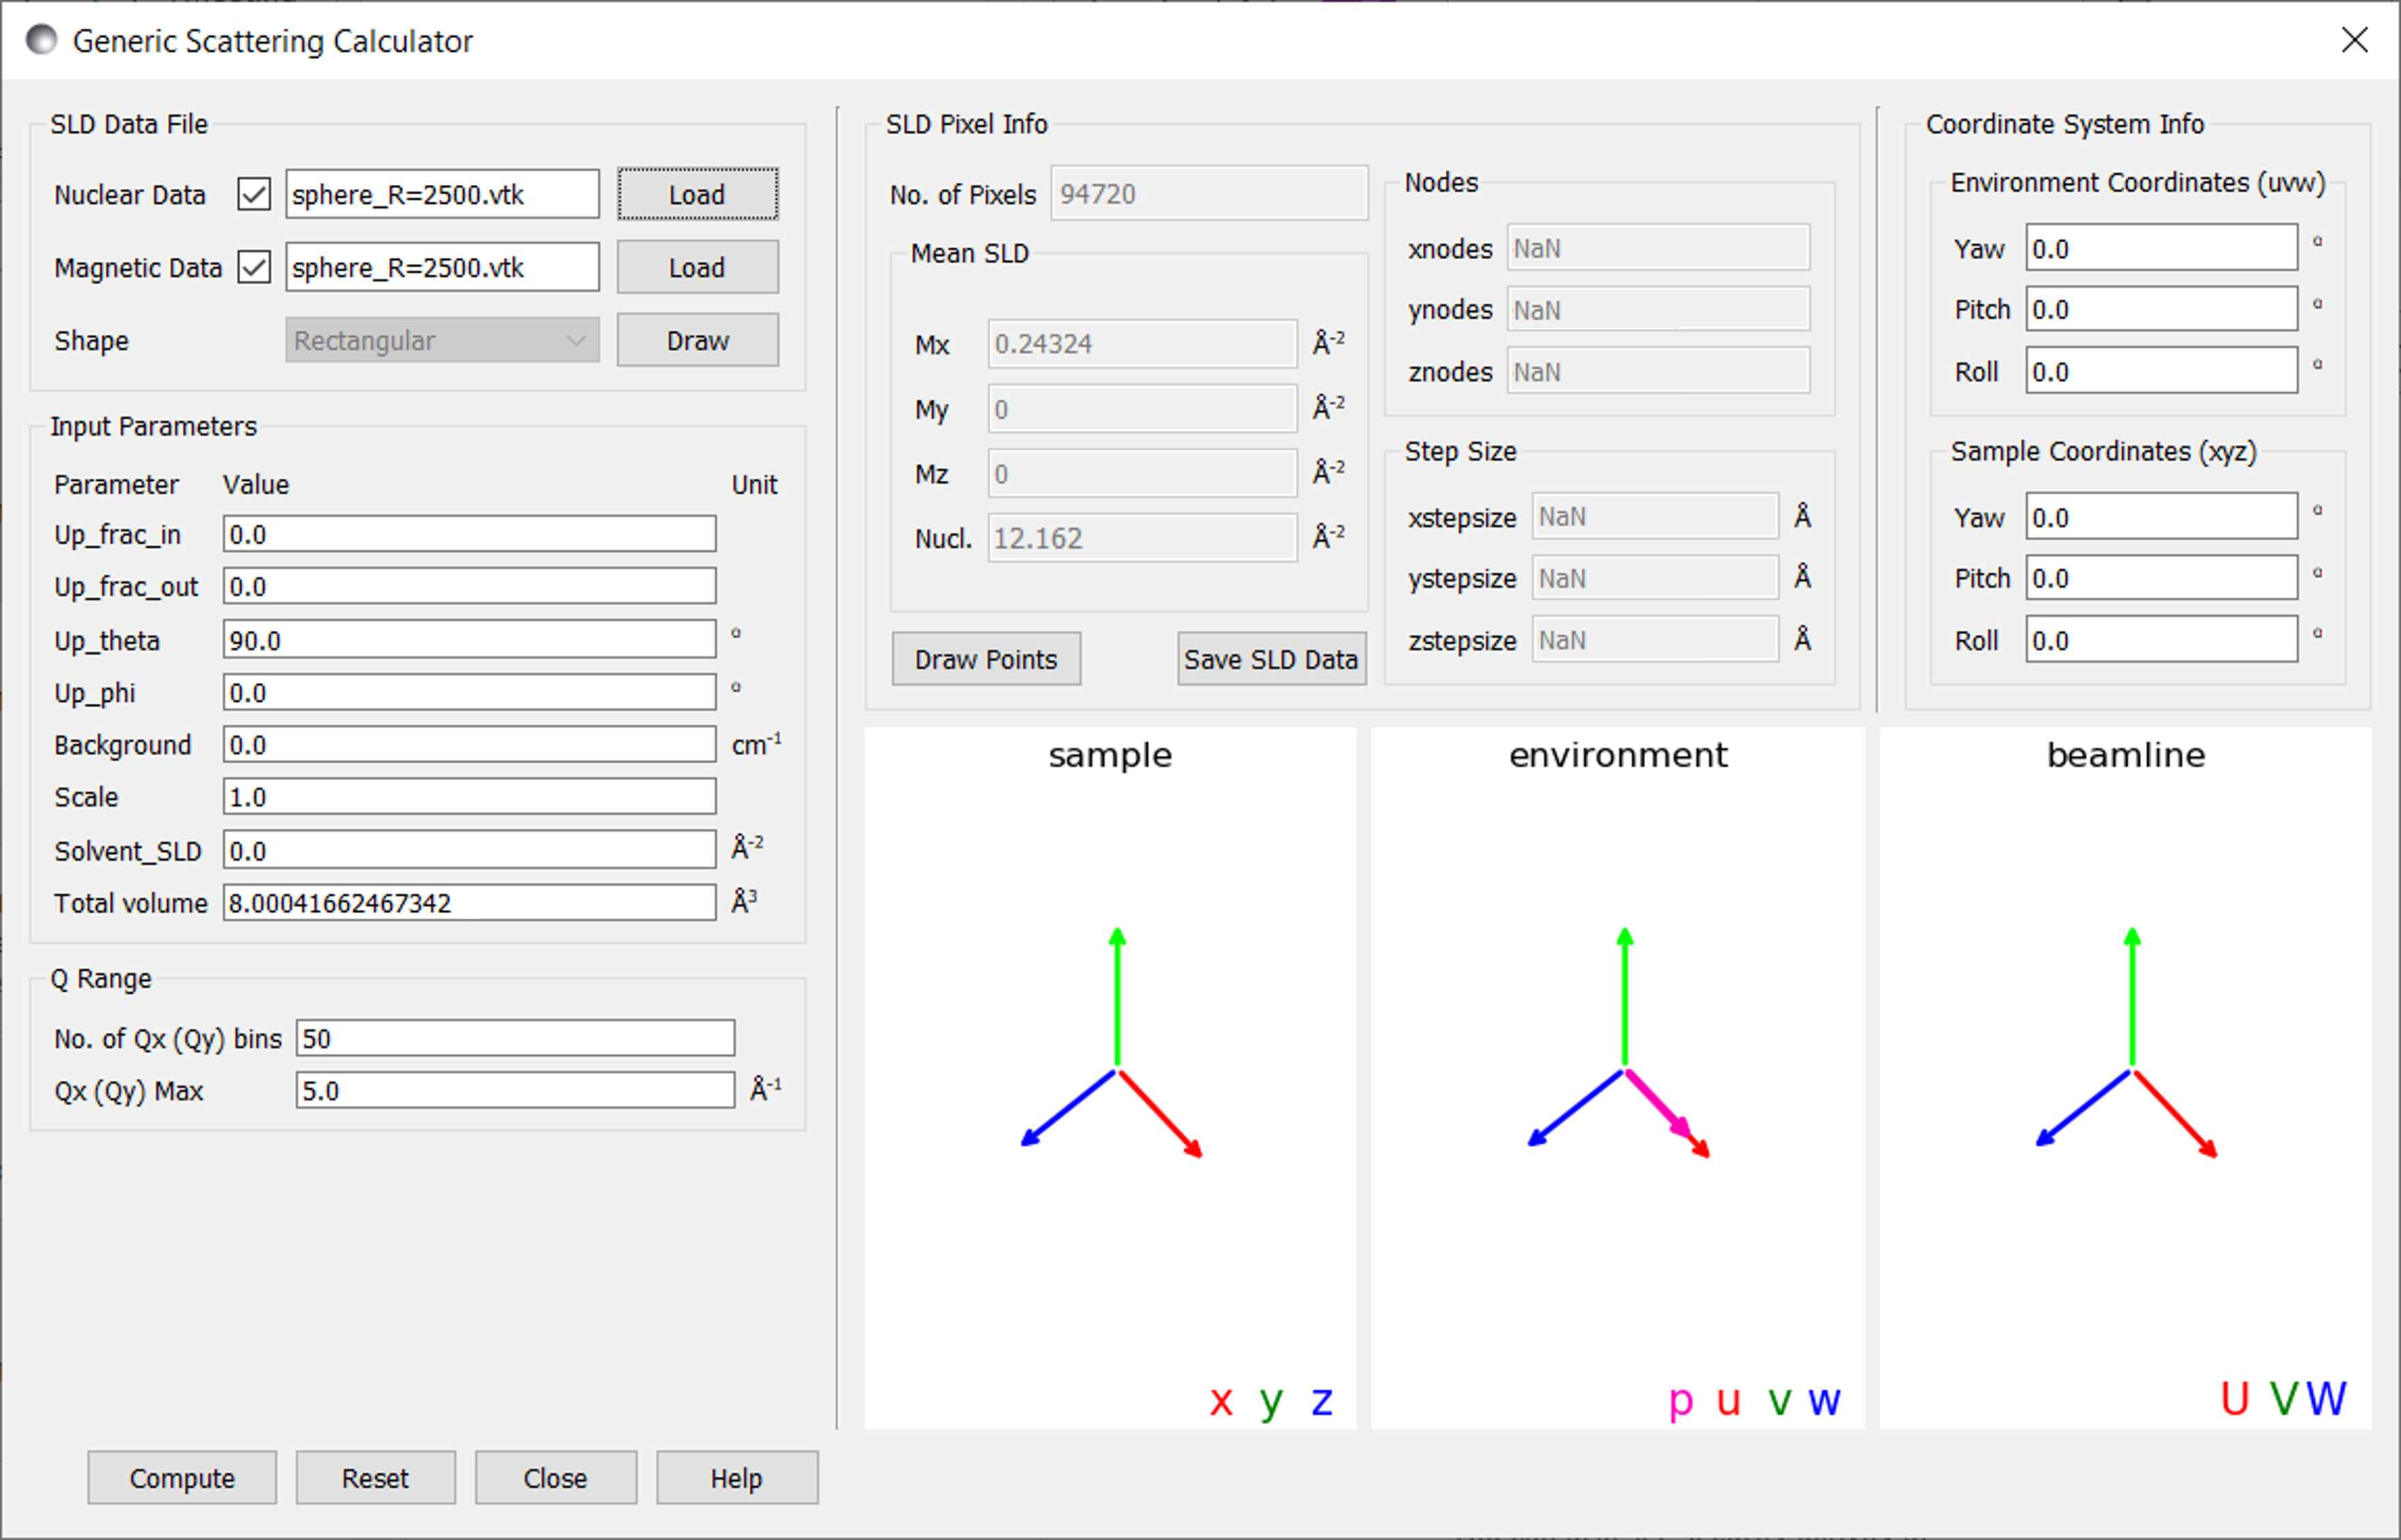 Generic Scattering Calculator
SLD Data File
Nuclear Data sphere_R=2500.vtk Load
Magnetic Data sphere_R=2500.vtk Load
Shape Rectangular Draw
Input Parameters
Parameter Value Unit
Up_frac_in 0.0
Up_frac_out 0.0
Up_theta 90.0 º
Up_phi 0.0 º
Background 0.0 cm⁻¹
Scale 1.0
Solvent_SLD 0.0 Å⁻²
Total volume 8.00041662467342 Å³
Q Range
No. of Qx (Qy) bins 50
Qx (Qy) Max 5.0 Å⁻¹
Compute Reset Close Help
SLD Pixel Info
No. of Pixels 94720
Mean SLD
Mx 0.24324 Å⁻²
My 0 Å⁻²
Mz 0 Å⁻²
Nucl. 12.162 Å⁻²
Draw Points Save SLD Data
Nodes
xnodes NaN
ynodes NaN
znodes NaN
Step Size
xstepsize NaN Å
ystepsize NaN Å
zstepsize NaN Å
Coordinate System Info
Environment Coordinates (uvw)
Yaw 0.0 º
Pitch 0.0 º
Roll 0.0 º
Sample Coordinates (xyz)
Yaw 0.0 º
Pitch 0.0 º
Roll 0.0 º
sample
x y z
environment
p u v w
beamline
U V W